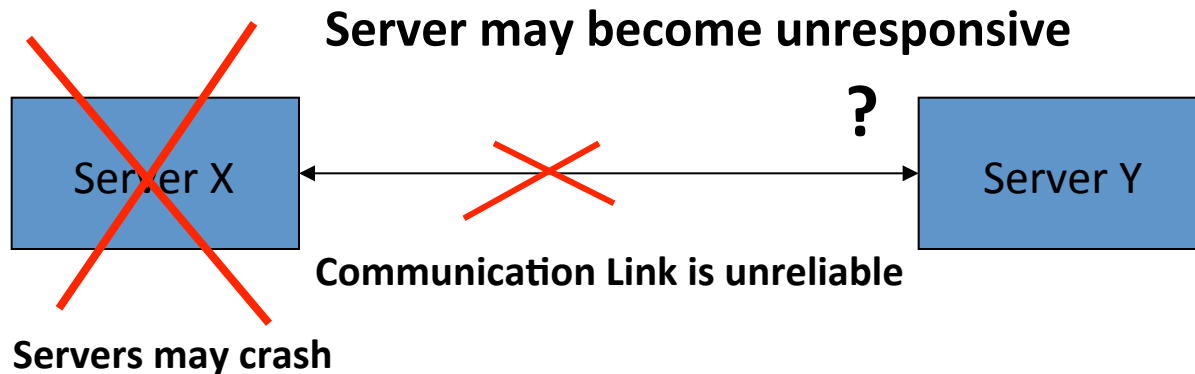 Server may become unresponsive
?
Server X
Server Y
Communication Link is unreliable
Servers may crash